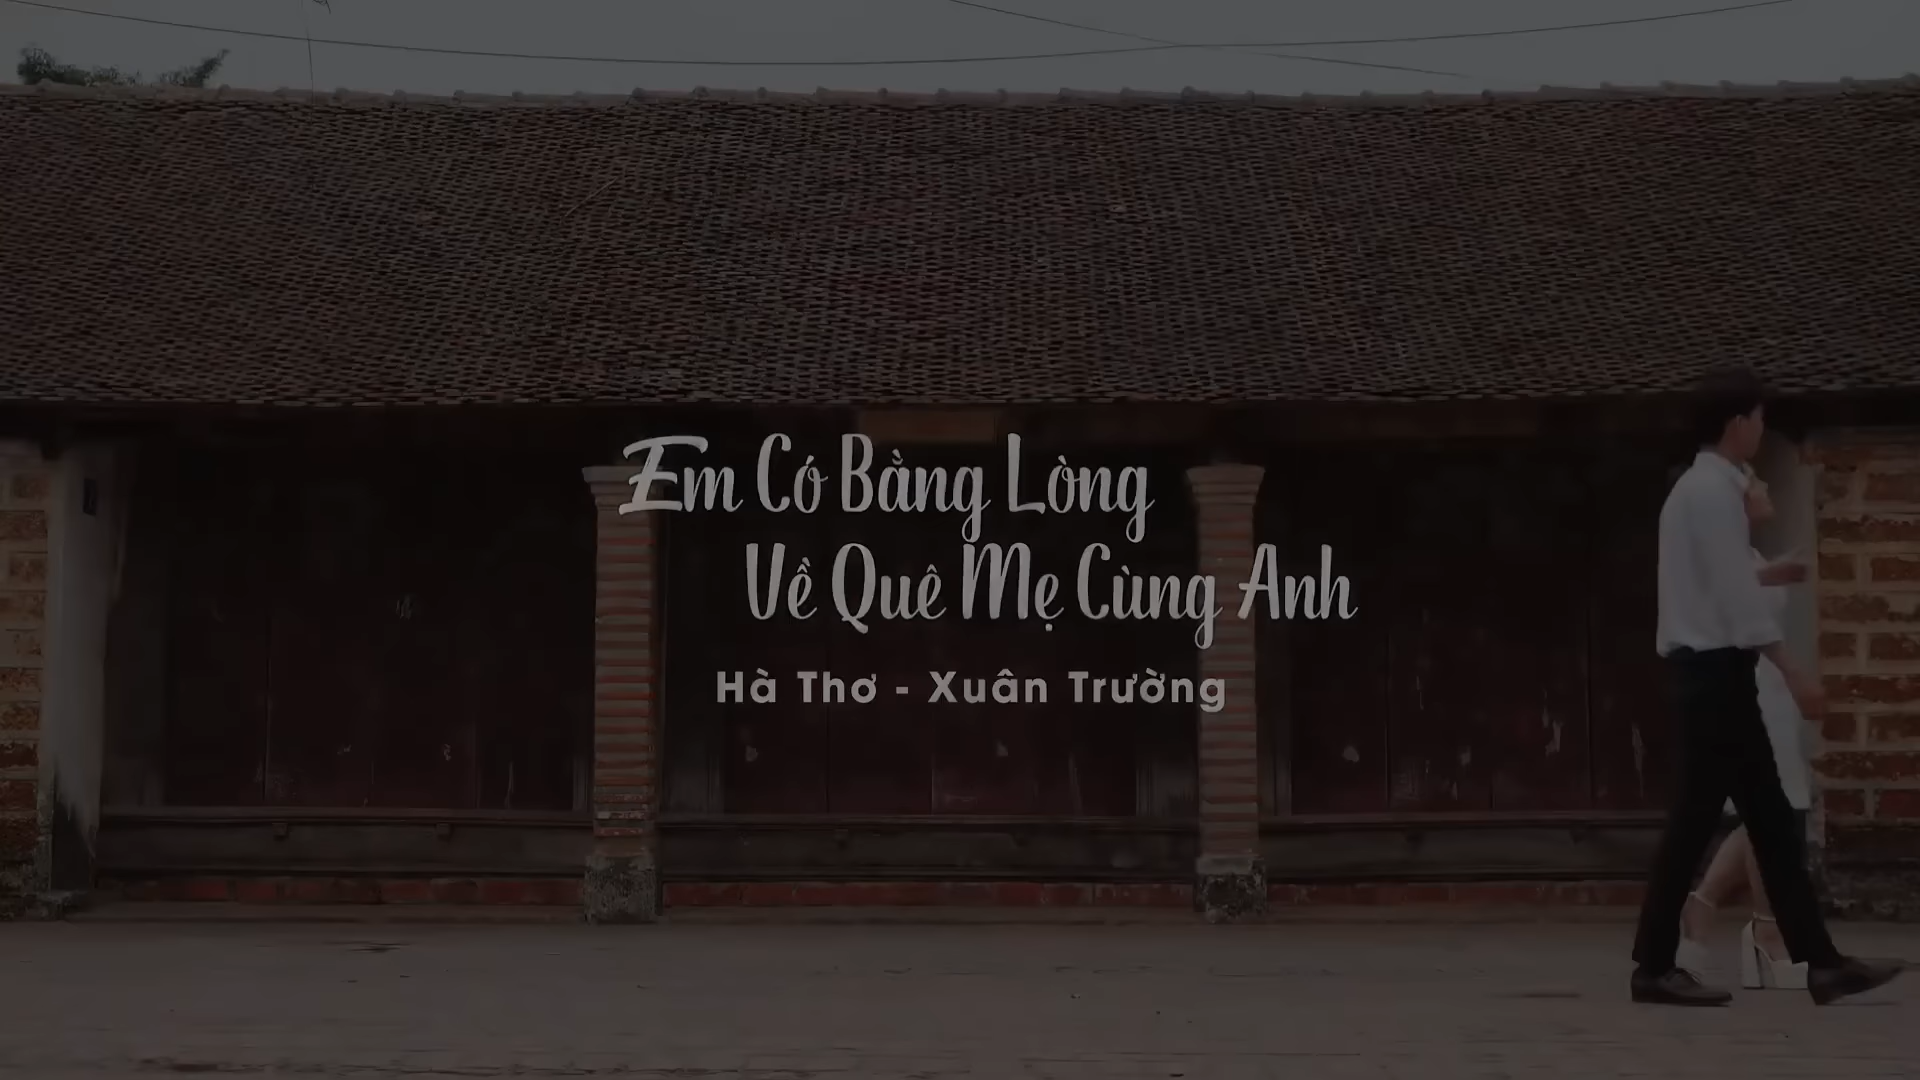 Em Có Bằng Lòng
Về Quê Mẹ Cùng Anh
Hà Thơ - Xuân Trường